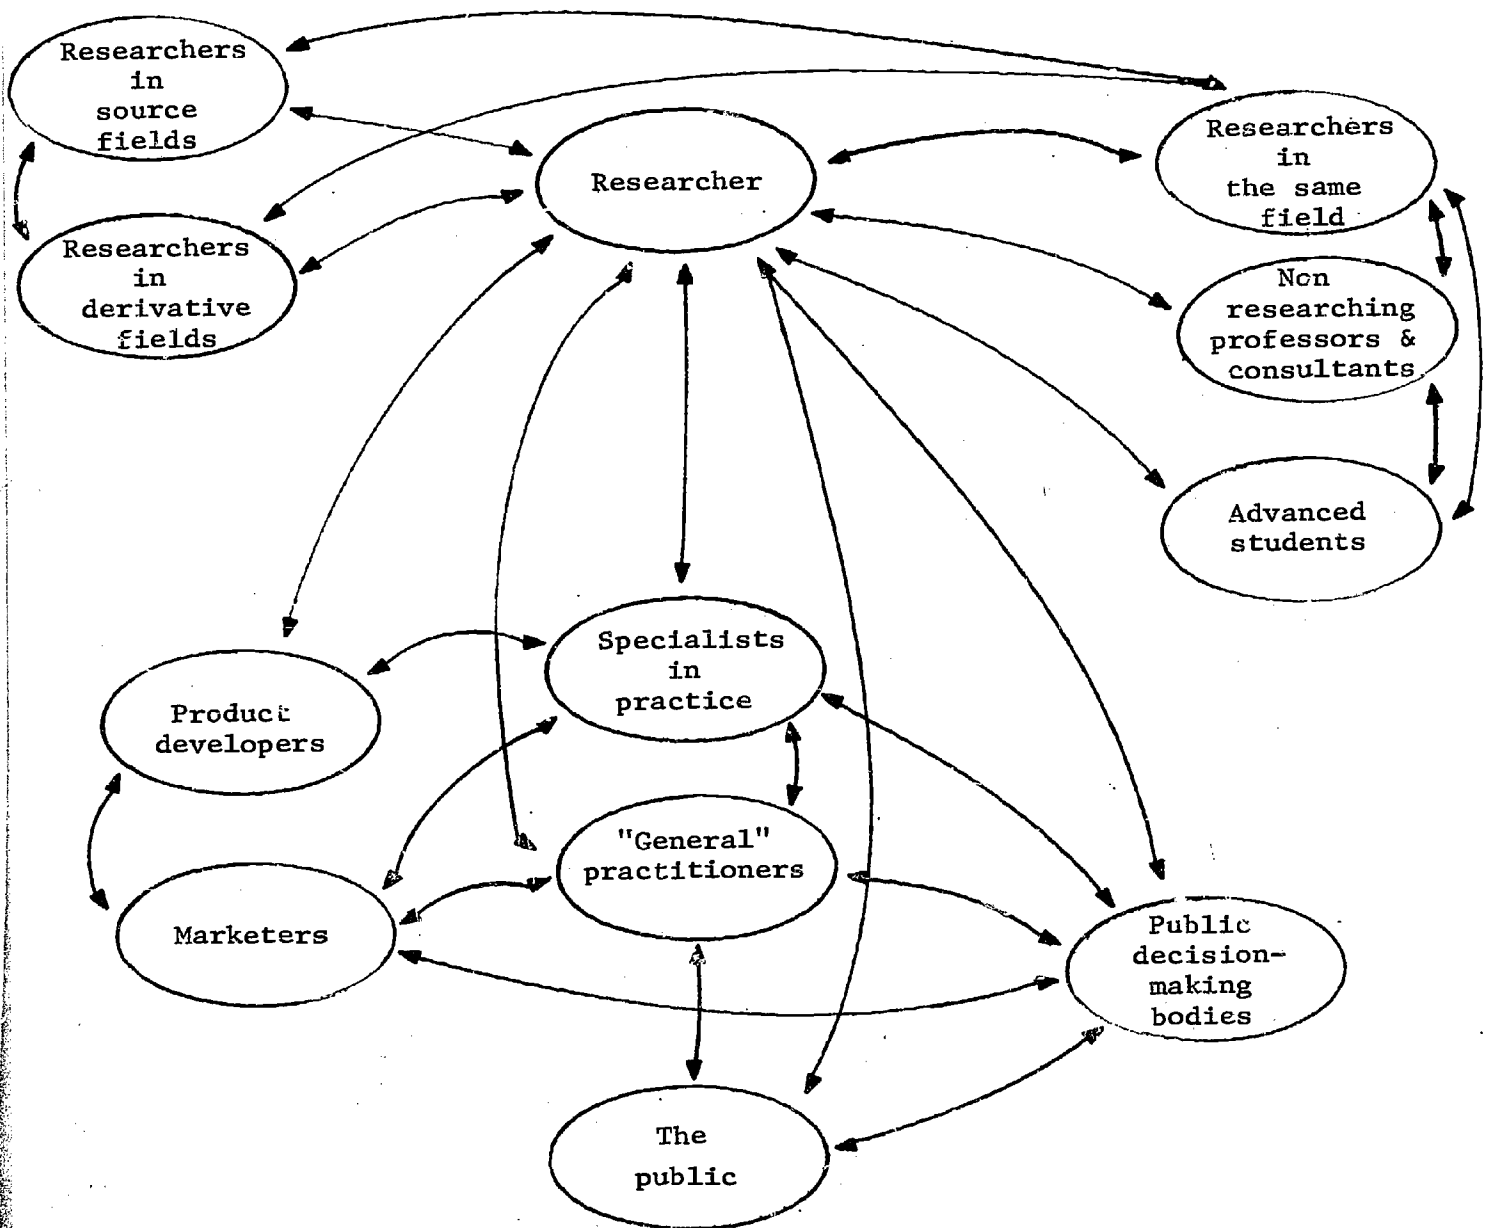 Researchers
in
source
fields
Researcher
Researchers
in
the same
field
Researchers
in
derivative
fields
Non
researching
professors &
consultants
Advanced
students
Specialists
in
practice
Product
developers
"General"
practitioners
Marketers
Public
decision-
making
bodies
The
public